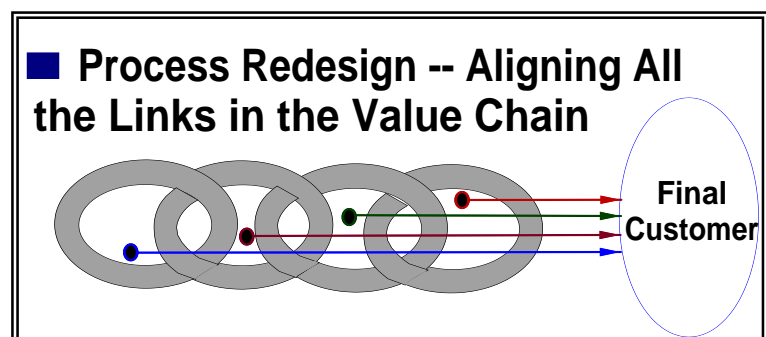 Process Redesign -- Aligning All
the Links in the Value Chain
Final
Customer